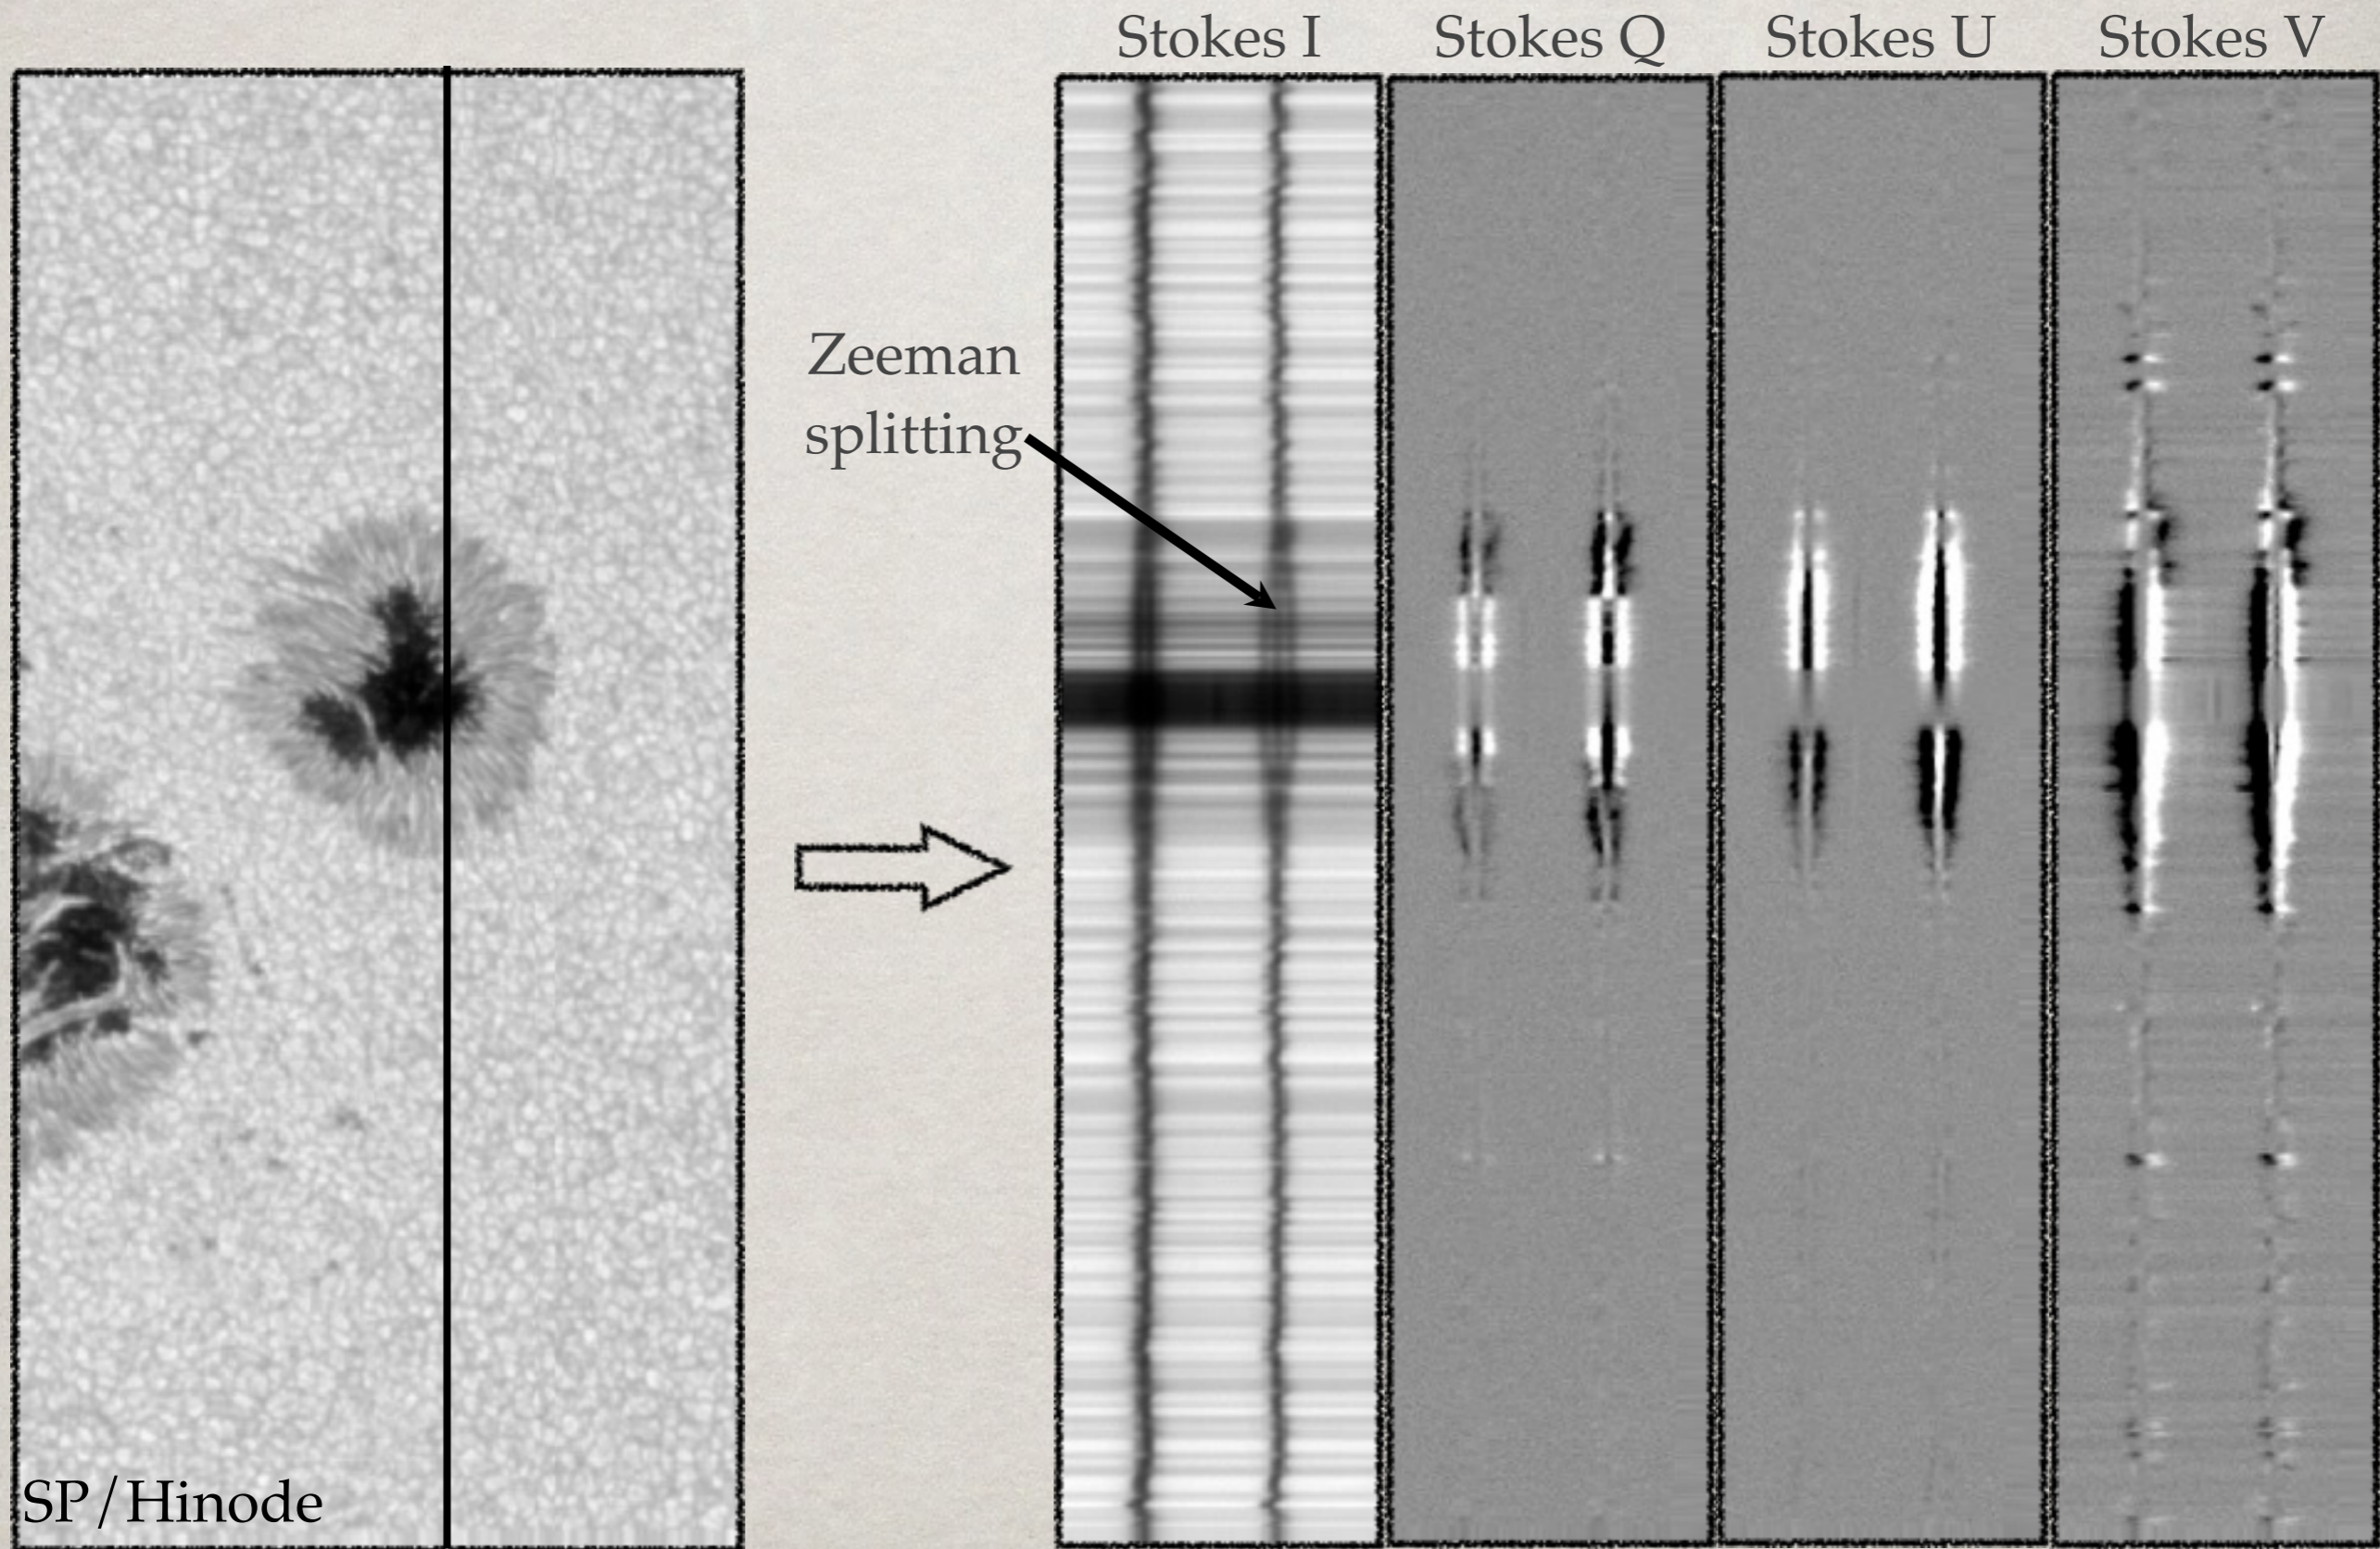 Stokes I
Stokes Q
Stokes U
Stokes V
Zeeman
splitting
SP/Hinode